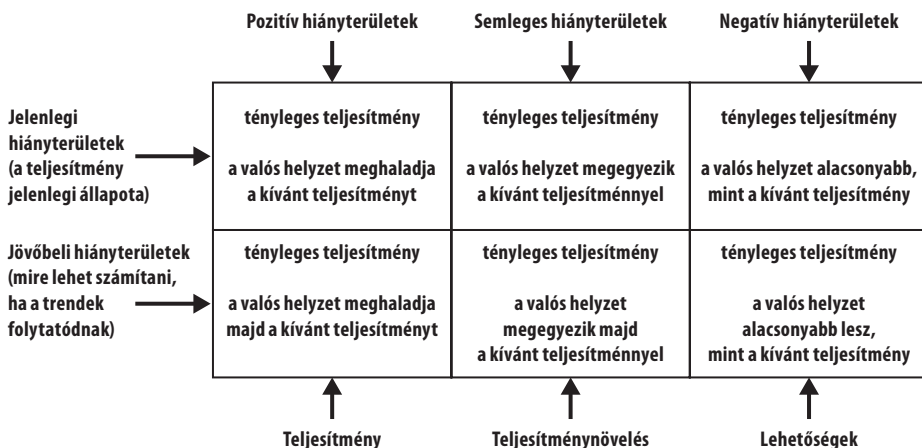 Pozitív hiányterületek
Semleges hiányterületek
Negatív hiányterületek
Jelenlegi
hiányterületek
(a teljesítmény
jelenlegi állapota)
tényleges teljesítmény
a valós helyzet meghaladja
a kívánt teljesítményt
tényleges teljesítmény
a valós helyzet megegyezik
a kívánt teljesítménnyel
tényleges teljesítmény
a valós helyzet alacsonyabb,
mint a kívánt teljesítmény
Jövőbeli hiányterületek
(mire lehet számítani,
ha a trendek
folytatódnak)
tényleges teljesítmény
a valós helyzet meghaladja
majd a kívánt teljesítményt
tényleges teljesítmény
a valós helyzet
megegyezik majd
a kívánt teljesítménnyel
tényleges teljesítmény
a valós helyzet
alacsonyabb lesz,
mint a kívánt teljesítmény
Teljesítmény
Teljesítménynövelés
Lehetőségek